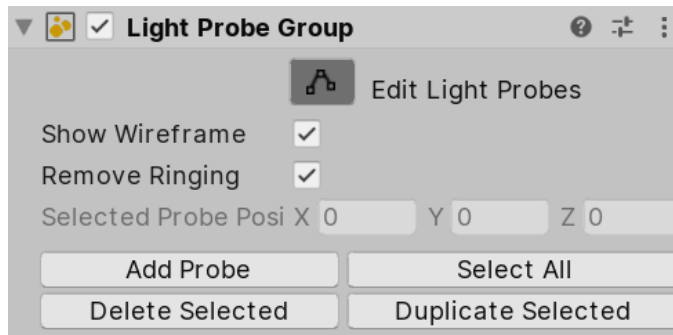 Light Probe Group
Edit Light Probes
Show Wireframe
Remove Ringing
Selected Probe Posi X 0 Y 0 Z 0
Add Probe Select All
Delete Selected Duplicate Selected